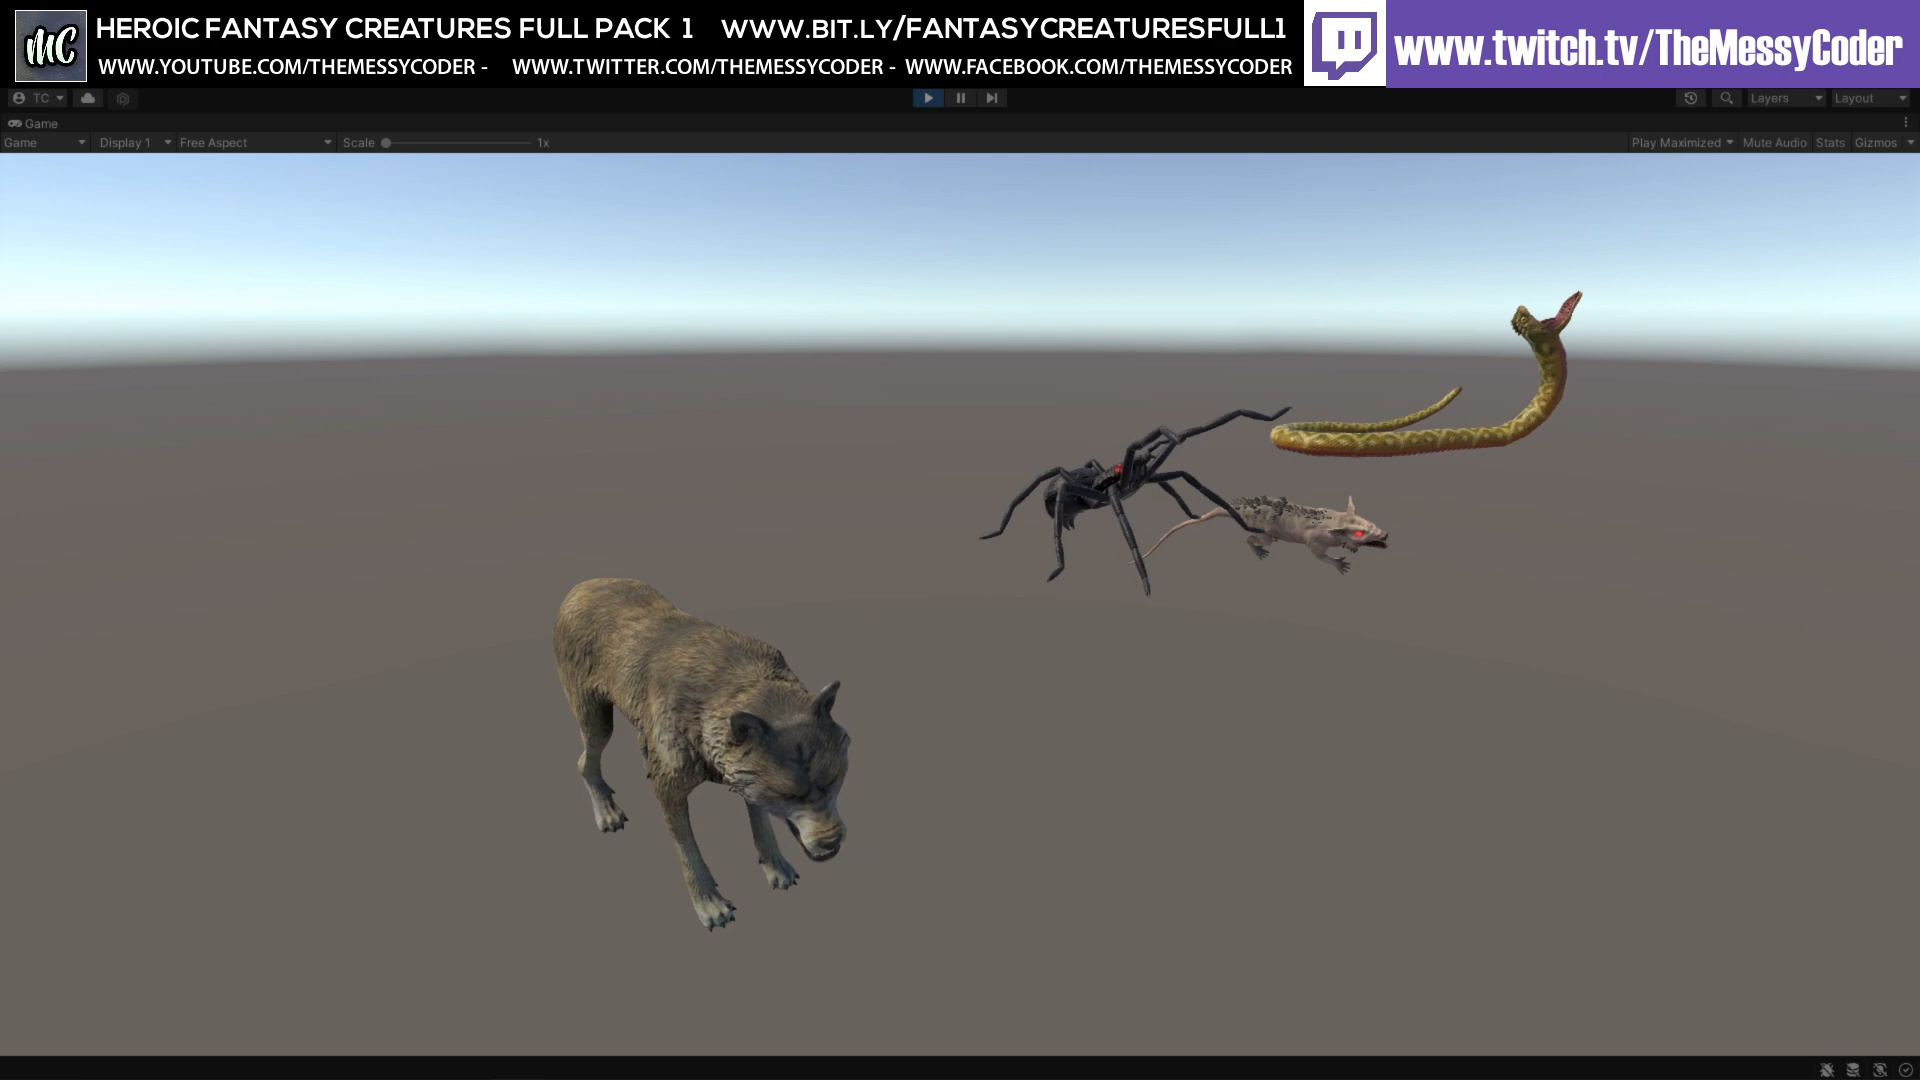 MC
HEROIC FANTASY CREATURES FULL PACK 1 WWW.BIT.LY/FANTASYCREATURESFULL1
WWW.YOUTUBE.COM/THEMESSYCODER - WWW.TWITTER.COM/THEMESSYCODER - WWW.FACEBOOK.COM/THEMESSYCODER
www.twitch.tv/TheMessyCoder
TC
Layers
Layout
Game
Game
Display 1
Free Aspect
Scale
1x
Play Maximized
Mute Audio
Stats
Gizmos